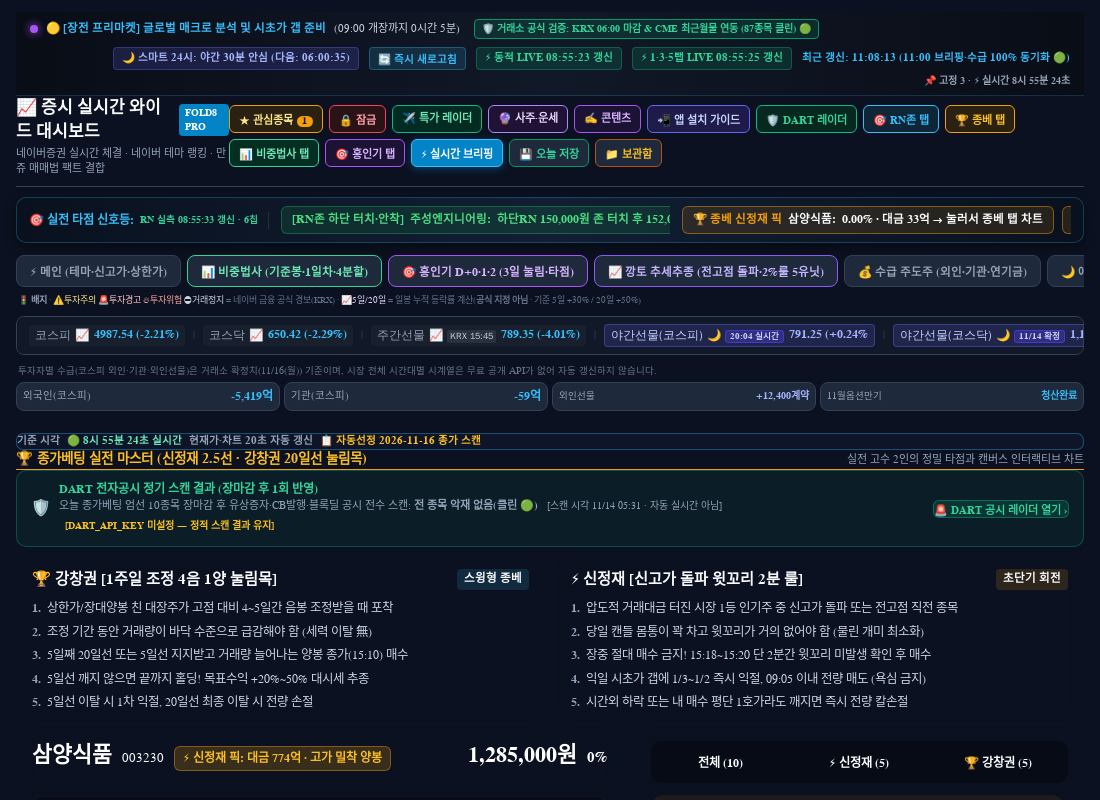 🟡 [장전 프리마켓] 글로벌 매크로 분석 및 시초가 갭 준비 (09:00 개장까지 0시간 5분) 🛡️ 거래소 공식 검증: KRX 06:00 마감 & CME 최근월물 연동 (87종목 클린) 🟢
🌙 스마트 24시: 야간 30분 안심 (다음: 06:00:35) 🔄 즉시 새로고침 ⚡ 동적 LIVE 08:55:23 갱신 ⚡ 1·3·5탭 LIVE 08:55:25 갱신 최근 갱신: 11:08:13 (11:00 브리핑·수급 100% 동기화 🟢)
📌 고정 3 · ⚡ 실시간 8시 55분 24초
📈 증시 실시간 와이드 대시보드 FOLD8 PRO
네이버증권 실시간 체결 · 네이버 테마 랭킹 · 만쥬 매매법 팩트 결합
★ 관심종목 1 🔒 잠금 ✈️ 특가 레이더 🔮 사주·운세 ✍️ 콘텐츠 📲 앱 설치 가이드 🛡️ DART 레이더 🎯 RN존 탭 🏆 종베 탭
📊 비중법사 탭 🎯 홍인기 탭 ⚡ 실시간 브리핑 💾 오늘 저장 📁 보관함
🎯 실전 타점 신호등: RN 실측 08:55:33 갱신 · 6칩 [RN존 하단 터치·안착] 주성엔지니어링: 하단RN 150,000원 존 터치 후 152,0 🏆 종베 신정재 픽 삼양식품: 0.00% · 대금 33억 → 눌러서 종베 탭 차트
⚡ 메인 (테마·신고가·상한가) 📊 비중법사 (기준봉·1일차·4분할) 🎯 홍인기 D+0·1·2 (3일 눌림·타점) 📈 깡토 추세추종 (전고점 돌파·2%룰 5유닛) 💰 수급 주도주 (외인·기관·연기금) 🌙
🚦 배지 · ⚠️투자주의 🚨투자경고 ⛔투자위험 ⛔거래정지 = 네이버 금융 공식 경보(KRX) · 📈5일/20일 = 일봉 누적 등락률 계산(공식 지정 아님 · 기준 5일 +30% / 20일 +50%)
코스피 📈 4987.54 (-2.21%) | 코스닥 📈 650.42 (-2.29%) | 주간선물 📈 KRX 15:45 789.35 (-4.01%) | 야간선물(코스피) 🌙 20:04 실시간 791.25 (+0.24% | 야간선물(코스닥) 🌙 11/14 확정 1,1
투자자별 수급(코스피 외인·기관·외인선물)은 거래소 확정치(11/16(월)) 기준이며, 시장 전체 시간대별 시계열은 무료 공개 API가 없어 자동 갱신하지 않습니다.
외국인(코스피) -5,419억 기관(코스피) -59억 외인선물 +12,400계약 11월옵션만기 청산완료
기준 시각 🟢 8시 55분 24초 실시간 현재가·차트 20초 자동 갱신 📋 자동선정 2026-11-16 종가 스캔
🏆 종가베팅 실전 마스터 (신정재 2.5선 · 강창권 20일선 눌림목) 실전 고수 2인의 정밀 타점과 캔버스 인터랙티브 차트
🛡️ DART 전자공시 정기 스캔 결과 (장마감 후 1회 반영)
오늘 종가베팅 엄선 10종목 장마감 후 유상증자·CB발행·블록딜 공시 전수 스캔: 전 종목 악재 없음(클린 🟢) [스캔 시각 11/14 05:31 · 자동 실시간 아님]
[DART_API_KEY 미설정 — 정적 스캔 결과 유지]
🚨 DART 공시 레이더 열기 ›
🏆 강창권 [1주일 조정 4음 1양 눌림목] 스윙형 종베
1. 상한가/장대양봉 친 대장주가 고점 대비 4~5일간 음봉 조정받을 때 포착
2. 조정 기간 동안 거래량이 바닥 수준으로 급감해야 함 (세력 이탈 無)
3. 5일째 20일선 또는 5일선 지지받고 거래량 늘어나는 양봉 종가(15:10) 매수
4. 5일선 깨지 않으면 끝까지 홀딩! 목표수익 +20%~50% 대시세 추종
5. 5일선 이탈 시 1차 익절, 20일선 최종 이탈 시 전량 손절
⚡ 신정재 [신고가 돌파 윗꼬리 2분 룰] 초단기 회전
1. 압도적 거래대금 터진 시장 1등 인기주 중 신고가 돌파 또는 전고점 직전 종목
2. 당일 캔들 몸통이 꽉 차고 윗꼬리가 거의 없어야 함 (물린 개미 최소화)
3. 장중 절대 매수 금지! 15:18~15:20 단 2분간 윗꼬리 미발생 확인 후 매수
4. 익일 시초가 갭에 1/3~1/2 즉시 익절, 09:05 이내 전량 매도 (욕심 금지)
5. 시간외 하락 또는 내 매수 평단 1호가라도 깨지면 즉시 전량 칼손절
삼양식품 003230 ⚡ 신정재 픽: 대금 774억 · 고가 밀착 양봉 1,285,000원 0%
전체 (10) ⚡ 신정재 (5) 🏆 강창권 (5)